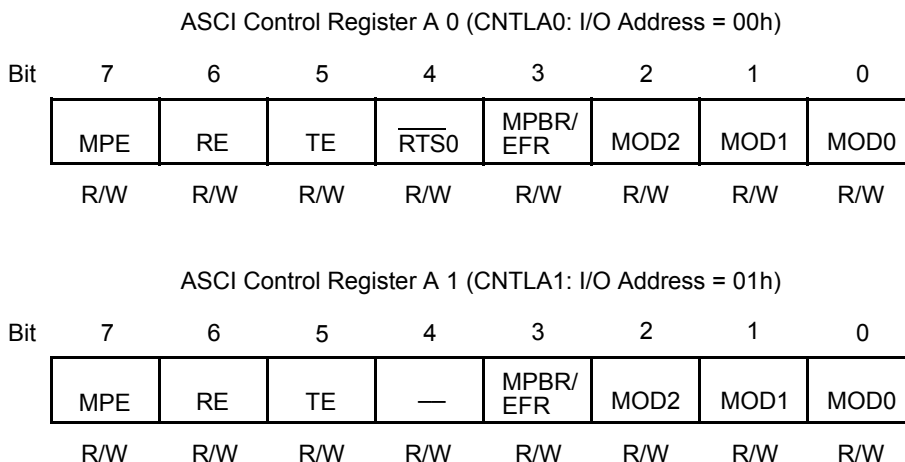 ASCI Control Register A 0 (CNTLA0: I/O Address = 00h)
Bit 7 6 5 4 3 2 1 0
MPE RE TE R̅T̅S̅0̅ MPBR/ EFR MOD2 MOD1 MOD0
R/W R/W R/W R/W R/W R/W R/W R/W
ASCI Control Register A 1 (CNTLA1: I/O Address = 01h)
Bit 7 6 5 4 3 2 1 0
MPE RE TE — MPBR/ EFR MOD2 MOD1 MOD0
R/W R/W R/W R/W R/W R/W R/W R/W